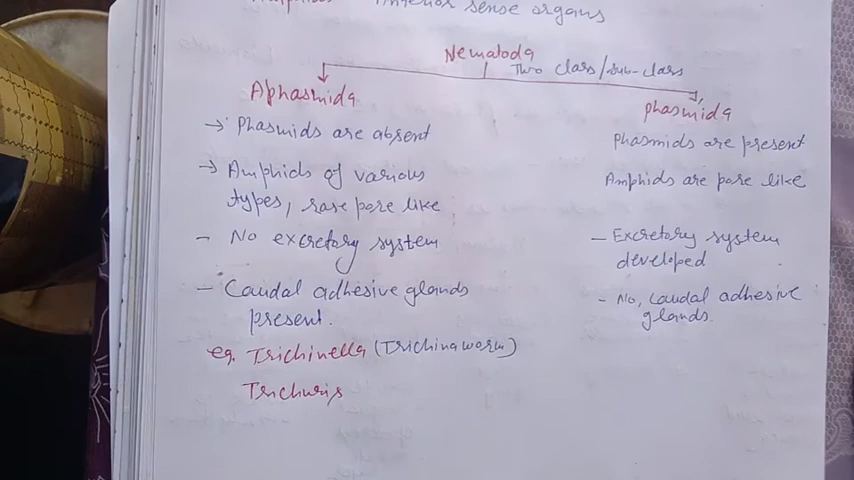 Anterior sense organs
Nematoda
Two Class/sub-class
Aphasmida
Phasmida
→ Phasmids are absent
→ Amphids of various
types, rare pore like
- No excretory system
- Caudal adhesive glands
present.
eg. Trichinella (Trichina worm)
Trichuris
Phasmids are present
Amphids are pore like
- Excretory system
developed
- No, caudal adhesive
glands.